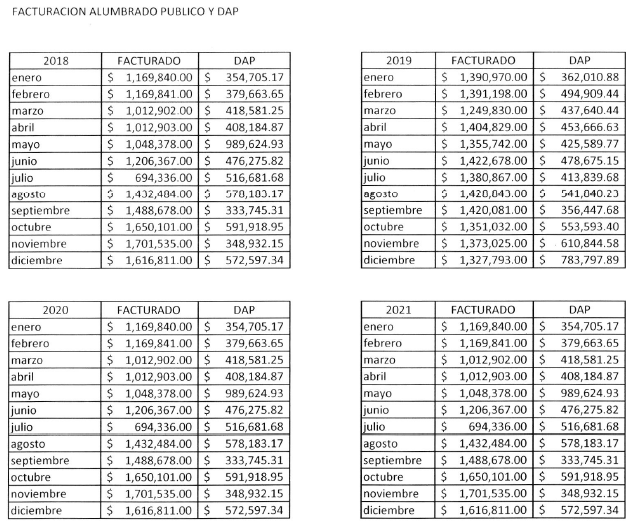 FACTURACION ALUMBRADO PUBLICO Y DAP
2018 FACTURADO DAP
enero $ 1,169,840.00 $ 354,705.17
febrero $ 1,169,841.00 $ 379,663.65
marzo $ 1,012,902.00 $ 418,581.25
abril $ 1,012,903.00 $ 408,184.87
mayo $ 1,048,378.00 $ 989,624.93
junio $ 1,206,367.00 $ 476,275.82
julio $ 694,336.00 $ 516,681.68
agosto $ 1,432,484.00 $ 578,183.17
septiembre $ 1,488,678.00 $ 333,745.31
octubre $ 1,650,101.00 $ 591,918.95
noviembre $ 1,701,535.00 $ 348,932.15
diciembre $ 1,616,811.00 $ 572,597.34
2019 FACTURADO DAP
enero $ 1,390,970.00 $ 362,010.88
febrero $ 1,391,198.00 $ 494,909.44
marzo $ 1,249,830.00 $ 437,640.44
abril $ 1,404,829.00 $ 453,666.63
mayo $ 1,355,742.00 $ 425,589.77
junio $ 1,422,678.00 $ 478,675.15
julio $ 1,380,867.00 $ 413,839.68
agosto $ 1,420,043.00 $ 541,040.23
septiembre $ 1,420,081.00 $ 356,447.68
octubre $ 1,351,032.00 $ 553,593.40
noviembre $ 1,373,025.00 $ 610,844.58
diciembre $ 1,327,793.00 $ 783,797.89
2020 FACTURADO DAP
enero $ 1,169,840.00 $ 354,705.17
febrero $ 1,169,841.00 $ 379,663.65
marzo $ 1,012,902.00 $ 418,581.25
abril $ 1,012,903.00 $ 408,184.87
mayo $ 1,048,378.00 $ 989,624.93
junio $ 1,206,367.00 $ 476,275.82
julio $ 694,336.00 $ 516,681.68
agosto $ 1,432,484.00 $ 578,183.17
septiembre $ 1,488,678.00 $ 333,745.31
octubre $ 1,650,101.00 $ 591,918.95
noviembre $ 1,701,535.00 $ 348,932.15
diciembre $ 1,616,811.00 $ 572,597.34
2021 FACTURADO DAP
enero $ 1,169,840.00 $ 354,705.17
febrero $ 1,169,841.00 $ 379,663.65
marzo $ 1,012,902.00 $ 418,581.25
abril $ 1,012,903.00 $ 408,184.87
mayo $ 1,048,378.00 $ 989,624.93
junio $ 1,206,367.00 $ 476,275.82
julio $ 694,336.00 $ 516,681.68
agosto $ 1,432,484.00 $ 578,183.17
septiembre $ 1,488,678.00 $ 333,745.31
octubre $ 1,650,101.00 $ 591,918.95
noviembre $ 1,701,535.00 $ 348,932.15
diciembre $ 1,616,811.00 $ 572,597.34